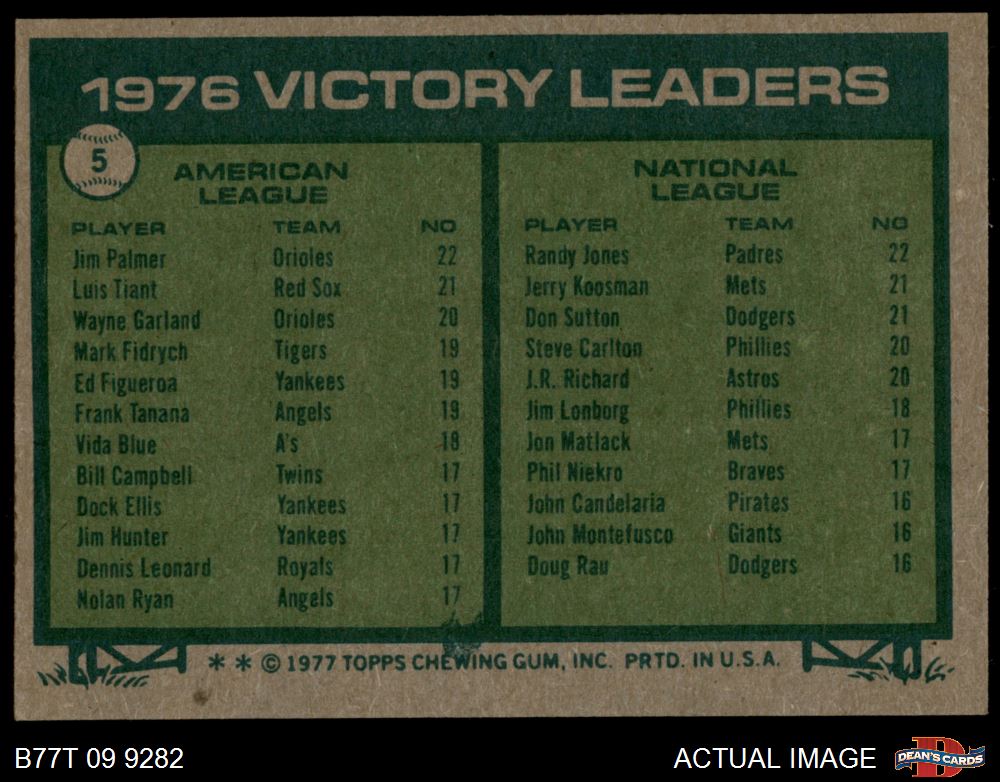 1976 VICTORY LEADERS
5
AMERICAN
LEAGUE
PLAYER TEAM NO
Jim Palmer Orioles 22
Luis Tiant Red Sox 21
Wayne Garland Orioles 20
Mark Fidrych Tigers 19
Ed Figueroa Yankees 19
Frank Tanana Angels 19
Vida Blue A's 18
Bill Campbell Twins 17
Dock Ellis Yankees 17
Jim Hunter Yankees 17
Dennis Leonard Royals 17
Nolan Ryan Angels 17
NATIONAL
LEAGUE
PLAYER TEAM NO
Randy Jones Padres 22
Jerry Koosman Mets 21
Don Sutton Dodgers 21
Steve Carlton Phillies 20
J.R. Richard Astros 20
Jim Lonborg Phillies 18
Jon Matlack Mets 17
Phil Niekro Braves 17
John Candelaria Pirates 16
John Montefusco Giants 16
Doug Rau Dodgers 16
* * © 1977 TOPPS CHEWING GUM, INC. PRTD. IN U.S.A.
B77T 09 9282
ACTUAL IMAGE
D
DEAN'S CARDS